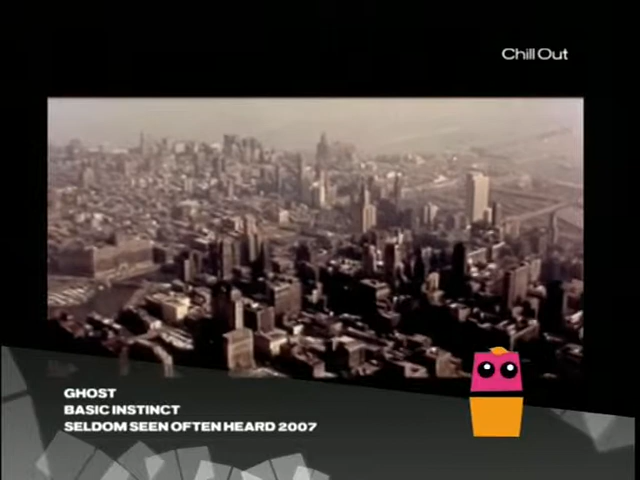 Chill Out
GHOST
BASIC INSTINCT
SELDOM SEEN OFTEN HEARD 2007